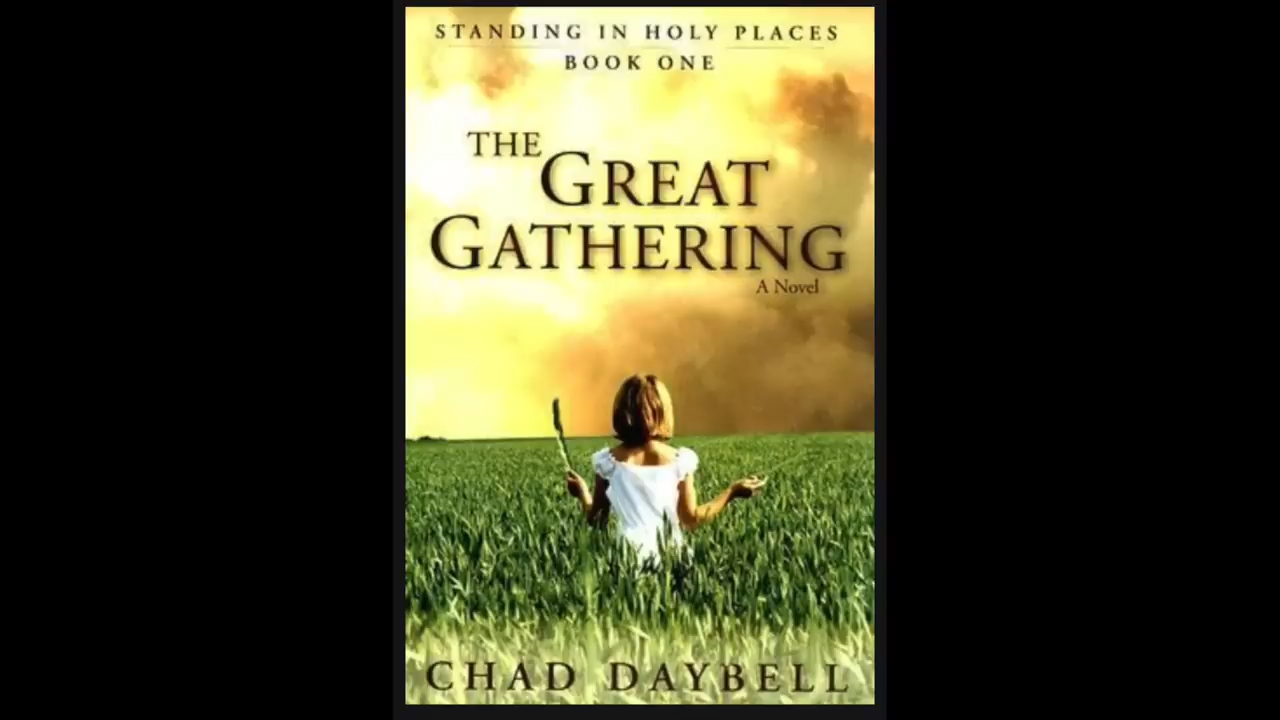 STANDING IN HOLY PLACES
BOOK ONE
THE
GREAT
GATHERING
A Novel
CHAD DAYBELL